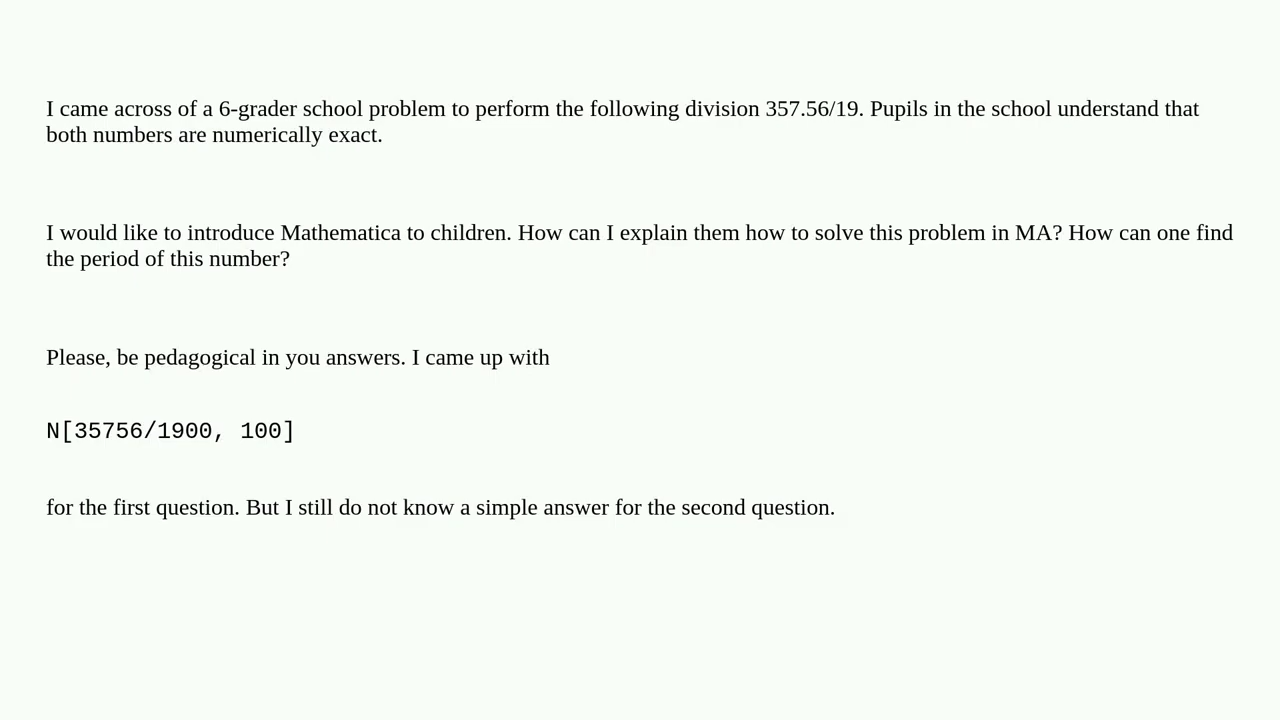 I came across of a 6-grader school problem to perform the following division 357.56/19. Pupils in the school understand that
both numbers are numerically exact.
I would like to introduce Mathematica to children. How can I explain them how to solve this problem in MA? How can one find
the period of this number?
Please, be pedagogical in you answers. I came up with
N[35756/1900, 100]
for the first question. But I still do not know a simple answer for the second question.